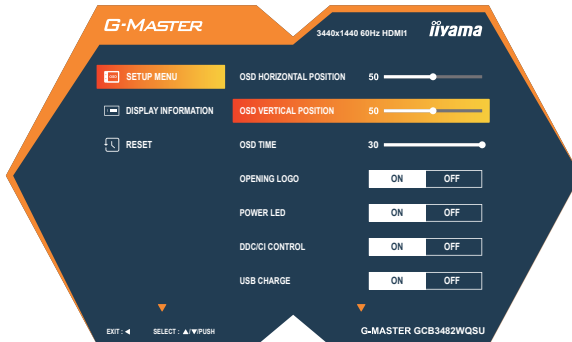 G-MASTER
3440x1440 60Hz HDMI1 iiyama
SETUP MENU
DISPLAY INFORMATION
RESET
OSD HORIZONTAL POSITION 50
OSD VERTICAL POSITION 50
OSD TIME 30
OPENING LOGO ON OFF
POWER LED ON OFF
DDC/CI CONTROL ON OFF
USB CHARGE ON OFF
EXIT : ◀ SELECT : ▲/▼/PUSH G-MASTER GCB3482WQSU